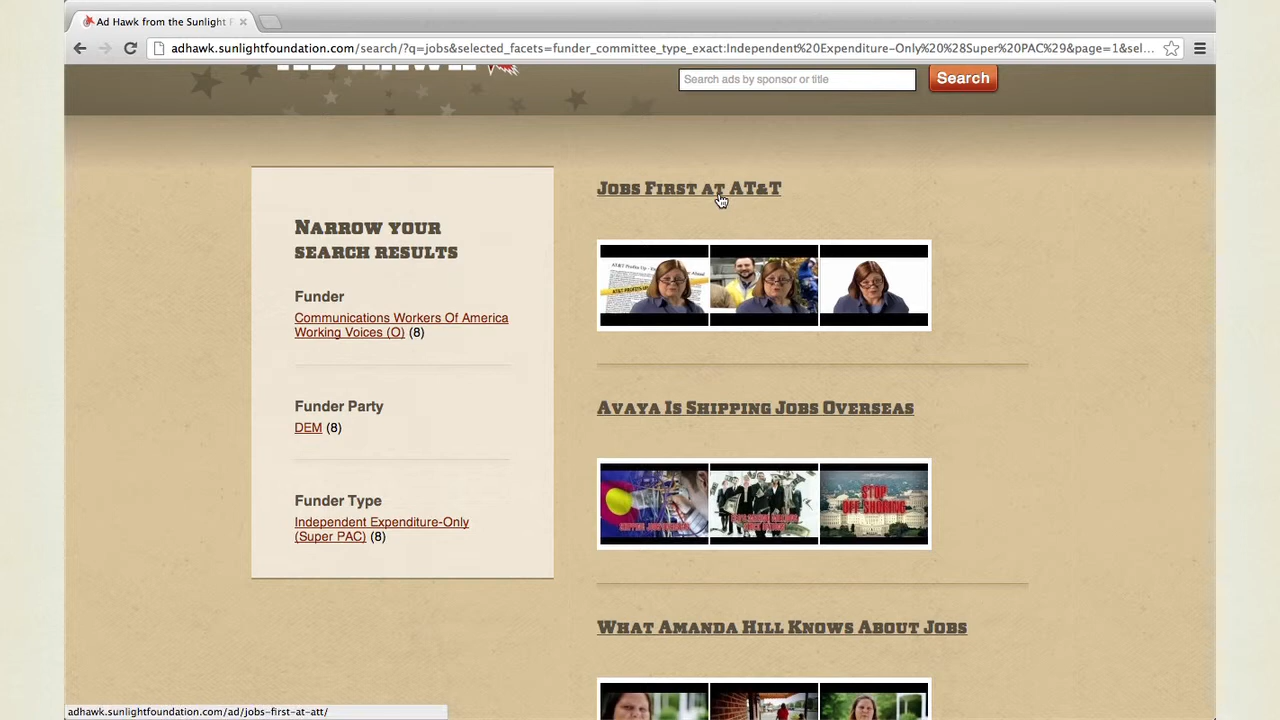 Ad Hawk from the Sunlight F
adhawk.sunlightfoundation.com/search/?q=jobs&selected_facets=funder_committee_type_exact:Independent%20Expenditure-Only%20%28Super%20PAC%29&page=1&sel...
Search ads by sponsor or title
Search
Narrow your
search results
Funder
Communications Workers Of America
Working Voices (O) (8)
Funder Party
DEM (8)
Funder Type
Independent Expenditure-Only
(Super PAC) (8)
Jobs First at AT&T
Avaya Is Shipping Jobs Overseas
STOP
OFF SHORING
What Amanda Hill Knows About Jobs
adhawk.sunlightfoundation.com/ad/jobs-first-at-att/